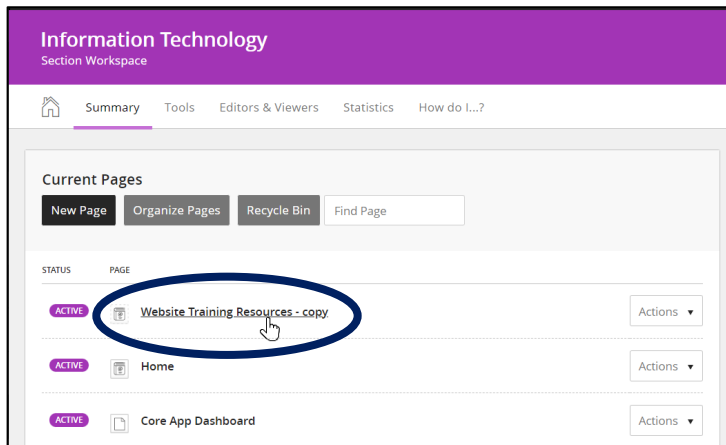 Information Technology
Section Workspace
Summary Tools Editors & Viewers Statistics How do I...?
Current Pages
New Page Organize Pages Recycle Bin Find Page
STATUS PAGE
ACTIVE Website Training Resources - copy Actions
ACTIVE Home Actions
ACTIVE Core App Dashboard Actions